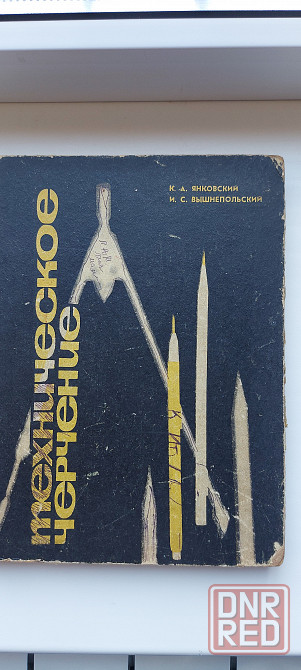 К. А. ЯНКОВСКИЙ
И. С. ВЫШНЕПОЛЬСКИЙ
техническое
ЧЕРЧЕНИЕ
DNR
RED